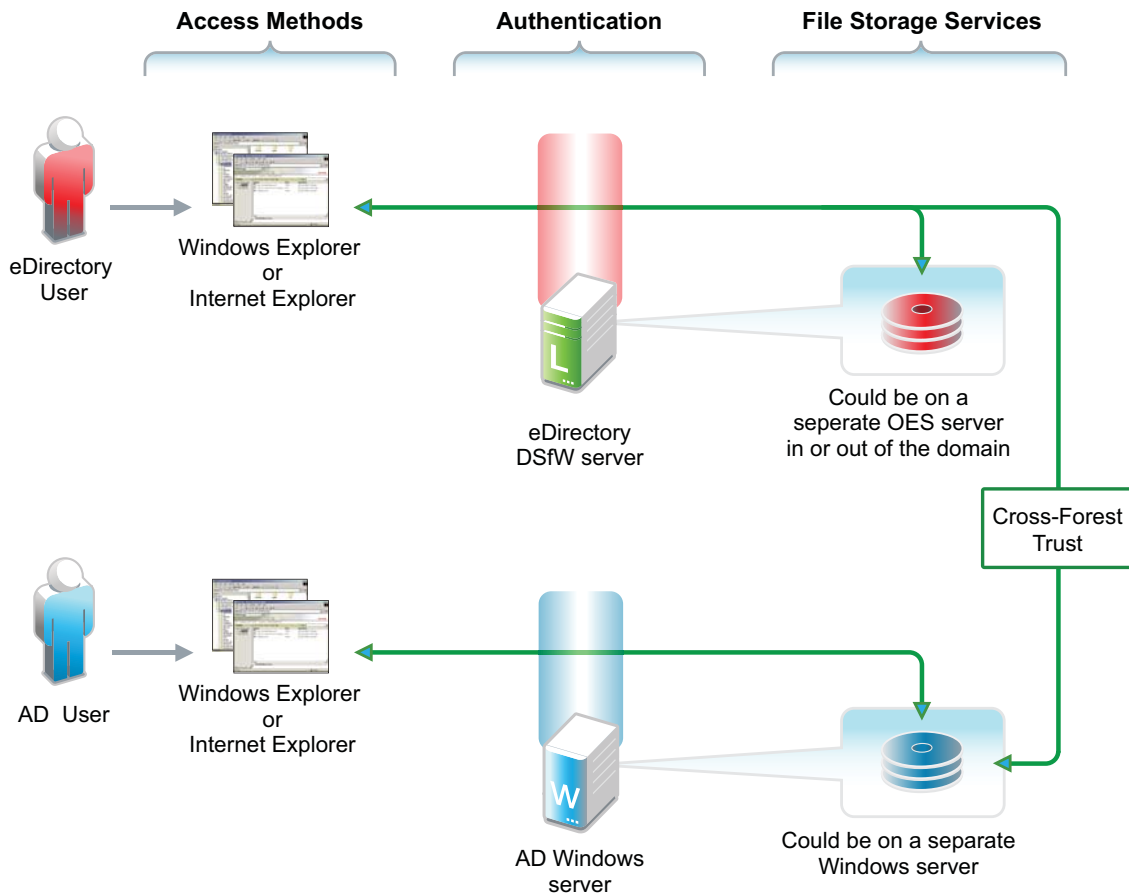 Access Methods
Authentication
File Storage Services
eDirectory
User
Windows Explorer
or
Internet Explorer
L
eDirectory
DSfW server
Could be on a
seperate OES server
in or out of the domain
Cross-Forest
Trust
AD  User
Windows Explorer
or
Internet Explorer
W
AD Windows
server
Could be on a separate
Windows server